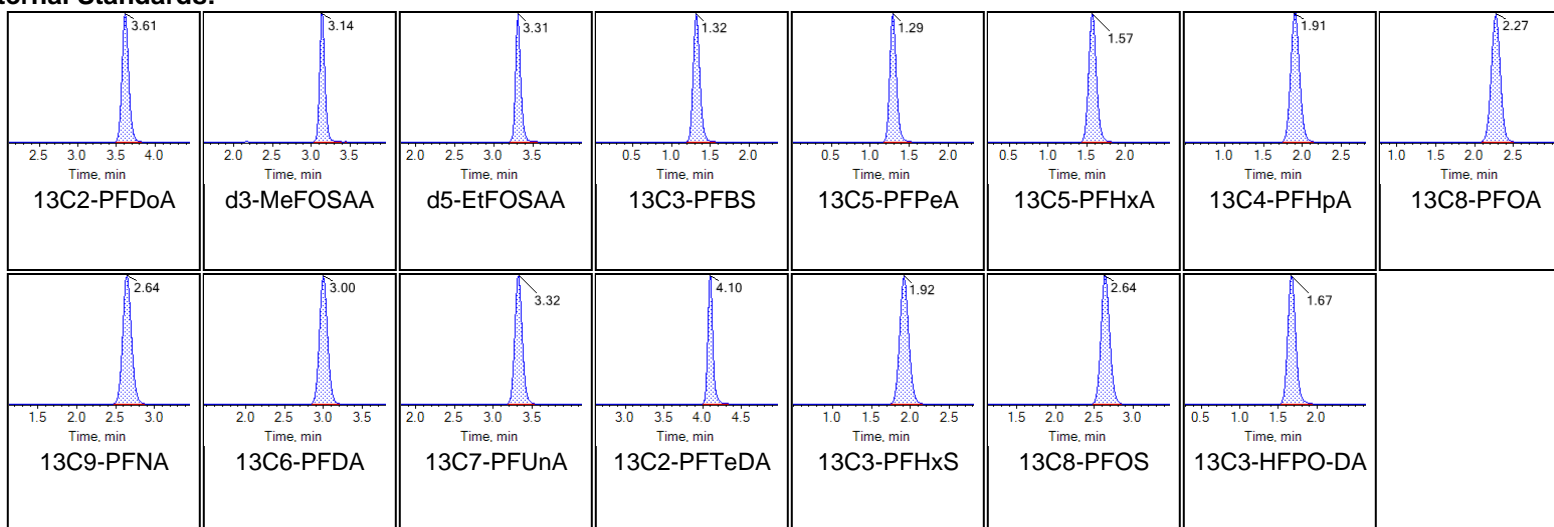 ternal Standards:
3.61 3.14 3.31 1.32 1.29 1.57 1.91 2.27
2.5 3.0 3.5 4.0 2.0 2.5 3.0 3.5 2.0 2.5 3.0 3.5 0.5 1.0 1.5 2.0 0.5 1.0 1.5 2.0 0.5 1.0 1.5 2.0 1.0 1.5 2.0 2.5 1.0 1.5 2.0 2.5
Time, min Time, min Time, min Time, min Time, min Time, min Time, min Time, min
13C2-PFDoA d3-MeFOSAA d5-EtFOSAA 13C3-PFBS 13C5-PFPeA 13C5-PFHxA 13C4-PFHpA 13C8-PFOA
2.64 3.00 3.32 4.10 1.92 2.64 1.67
1.5 2.0 2.5 3.0 2.0 2.5 3.0 3.5 2.0 2.5 3.0 3.5 3.0 3.5 4.0 4.5 1.0 1.5 2.0 2.5 1.5 2.0 2.5 3.0 0.5 1.0 1.5 2.0
Time, min Time, min Time, min Time, min Time, min Time, min Time, min
13C9-PFNA 13C6-PFDA 13C7-PFUnA 13C2-PFTeDA 13C3-PFHxS 13C8-PFOS 13C3-HFPO-DA